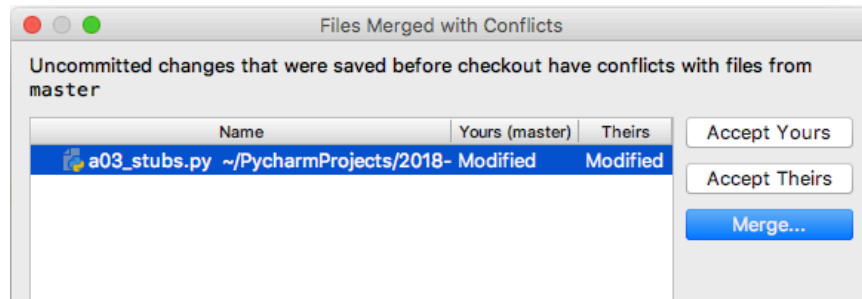 Files Merged with Conflicts
Uncommitted changes that were saved before checkout have conflicts with files from
master
Name Yours (master) Theirs
a03_stubs.py ~/PycharmProjects/2018- Modified Modified
Accept Yours
Accept Theirs
Merge...